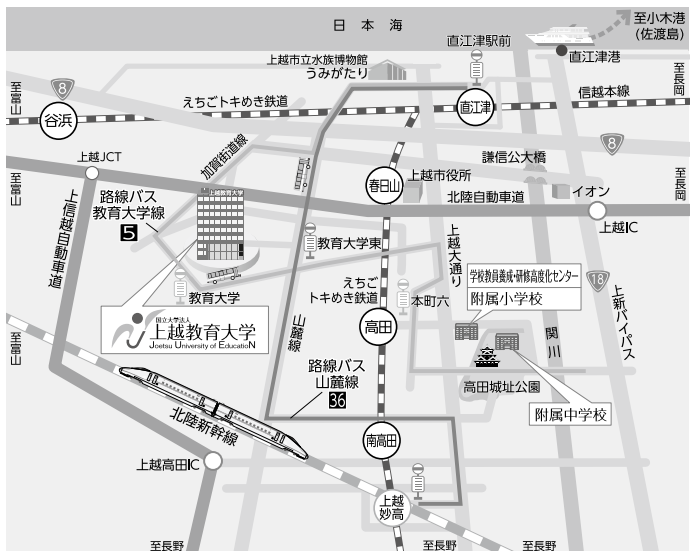 日本海
至小木港
(佐渡島)
直江津駅前
直江津港
上越市立水族博物館
うみがたり
至富山
8
至長岡
谷浜
えちごトキめき鉄道
直江津
信越本線
8
加賀街道線
上越JCT
至富山
春日山
上越市役所
謙信公大橋
イオン
至長岡
北陸自動車道
上越IC
上信越自動車道
路線バス
教育大学線
5
上越教育大学
教育大学東
上越大通り
学校教員養成・研修高度化センター
附属小学校
18
上新バイパス
教育大学
えちご
トキめき鉄道
本町六
国立大学法人
上越教育大学
Joetsu University of EducatioN
山麓線
高田
関川
至富山
路線バス
山麓線
36
高田城址公園
附属中学校
北陸新幹線
南高田
上越高田IC
上越
妙高
至長野
至長野
至長野